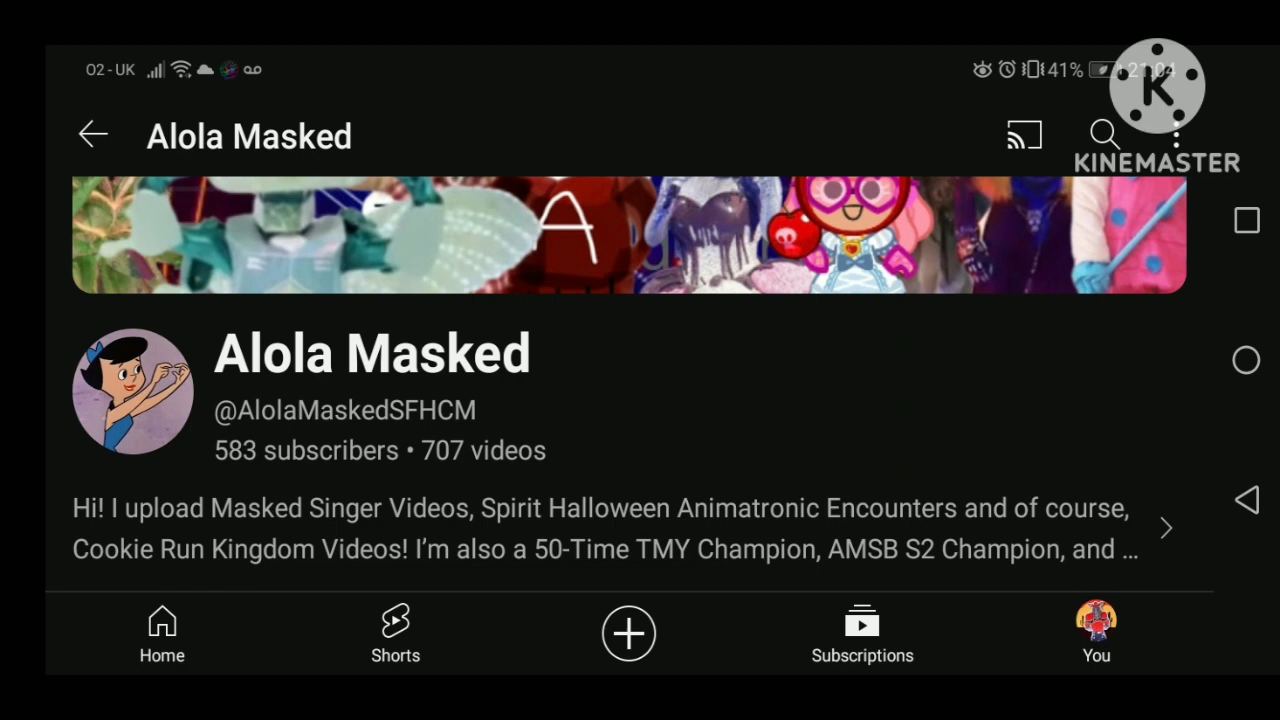 O2-UK 41% 21:04
K
KINEMASTER
Alola Masked
A
Alola Masked
@AlolaMaskedSFHCM
583 subscribers • 707 videos
Hi! I upload Masked Singer Videos, Spirit Halloween Animatronic Encounters and of course,
Cookie Run Kingdom Videos! I'm also a 50-Time TMY Champion, AMSB S2 Champion, and ...
Home Shorts Subscriptions You